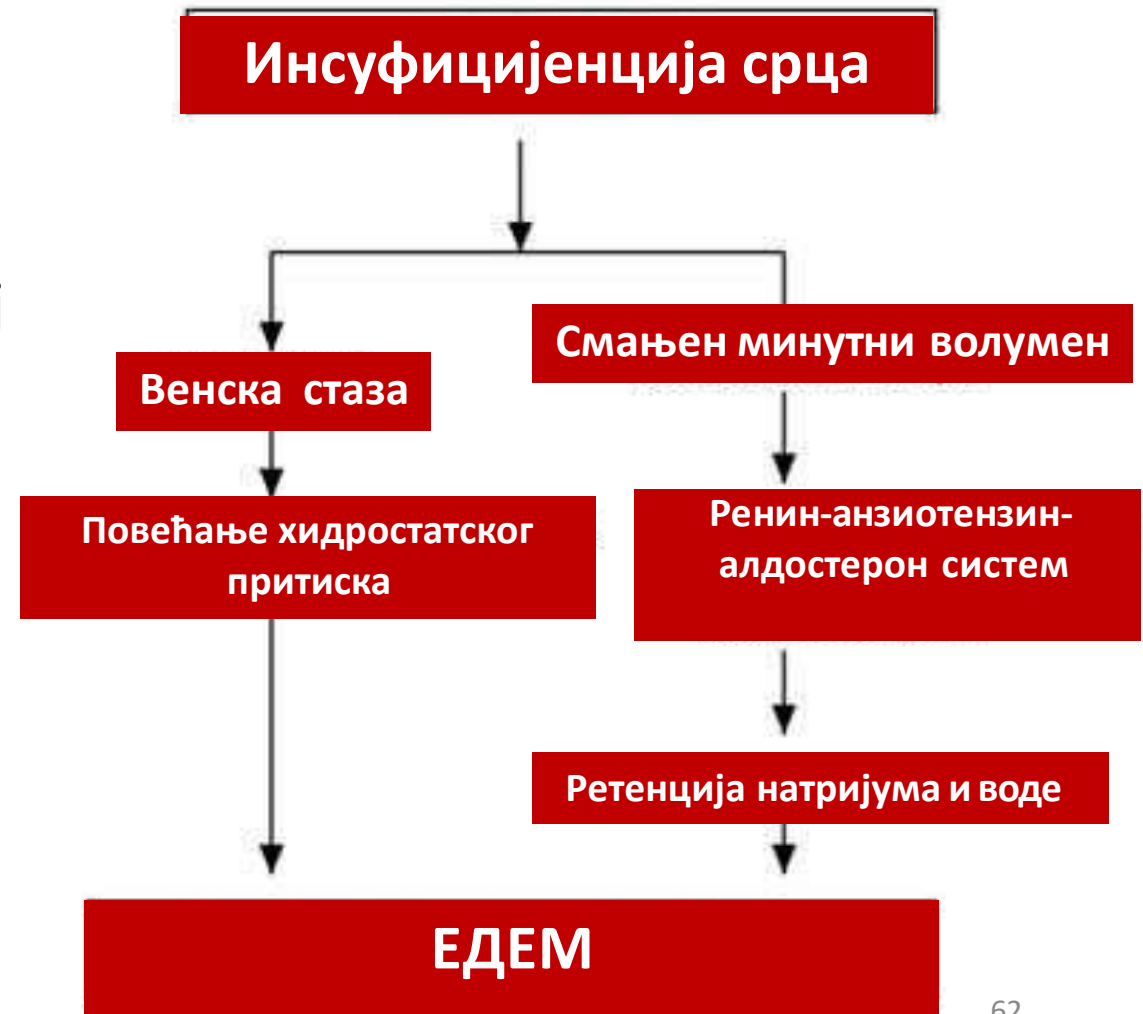 Инсуфицијенција срца
Смањен минутни волумен
Венска стаза
Повећање хидростатског
притиска
Ренин-анзиотензин-
алдостерон систем
Ретенција натријума и воде
ЕДЕМ
62